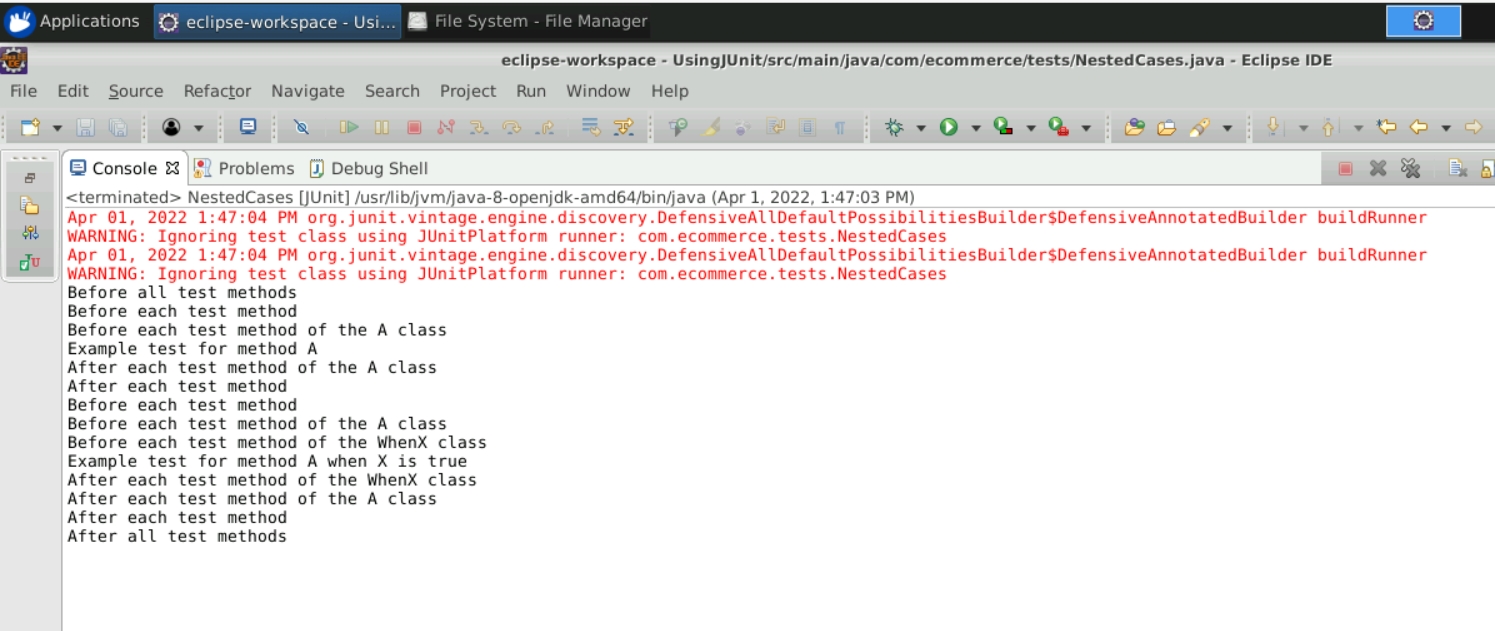 Applications eclipse-workspace - Usi... File System - File Manager
eclipse-workspace - UsingJUnit/src/main/java/com/ecommerce/tests/NestedCases.java - Eclipse IDE
File Edit Source Refactor Navigate Search Project Run Window Help
Console Problems Debug Shell
<terminated> NestedCases [JUnit] /usr/lib/jvm/java-8-openjdk-amd64/bin/java (Apr 1, 2022, 1:47:03 PM)
Apr 01, 2022 1:47:04 PM org.junit.vintage.engine.discovery.DefensiveAllDefaultPossibilitiesBuilder$DefensiveAnnotatedBuilder buildRunner
WARNING: Ignoring test class using JUnitPlatform runner: com.ecommerce.tests.NestedCases
Apr 01, 2022 1:47:04 PM org.junit.vintage.engine.discovery.DefensiveAllDefaultPossibilitiesBuilder$DefensiveAnnotatedBuilder buildRunner
WARNING: Ignoring test class using JUnitPlatform runner: com.ecommerce.tests.NestedCases
Before all test methods
Before each test method
Before each test method of the A class
Example test for method A
After each test method of the A class
After each test method
Before each test method
Before each test method of the A class
Before each test method of the WhenX class
Example test for method A when X is true
After each test method of the WhenX class
After each test method of the A class
After each test method
After all test methods